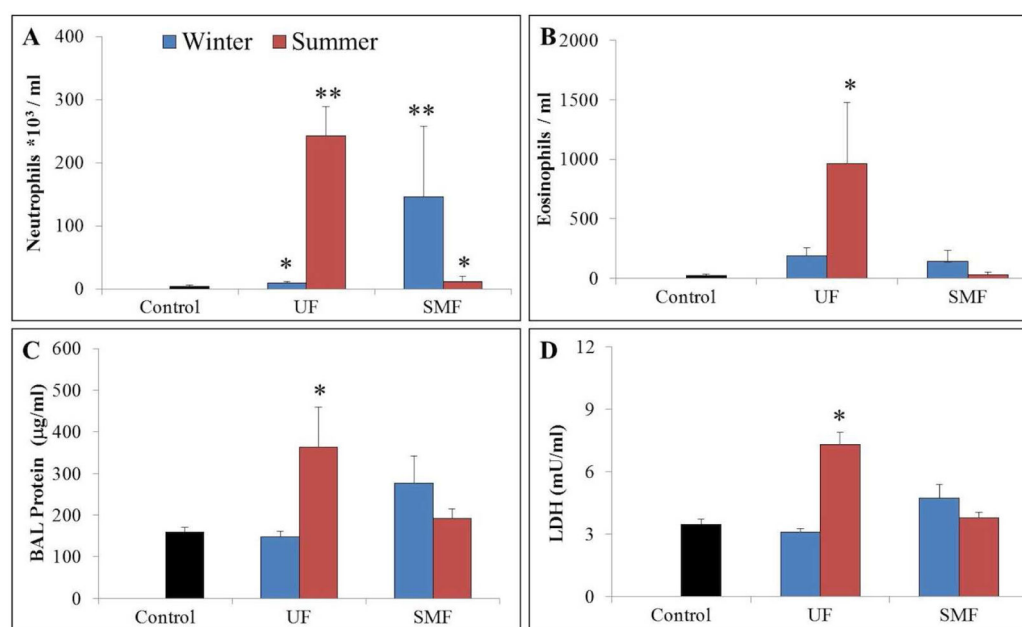 A
Winter
Summer
Neutrophils *10³ / ml
400
300
200
100
0
*
**
**
*
Control
UF
SMF
B
Eosinophils / ml
2000
1500
1000
500
0
*
Control
UF
SMF
C
BAL Protein (µg/ml)
600
500
400
300
200
100
0
*
Control
UF
SMF
D
LDH (mU/ml)
12
9
6
3
0
*
Control
UF
SMF